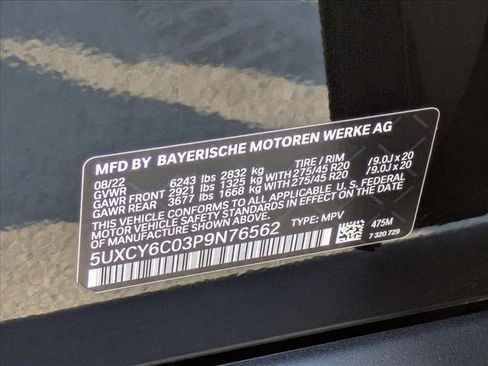 MFD BY BAYERISCHE MOTOREN WERKE AG
08/22 TIRE / RIM
GVWR 6243 lbs 2832 kg
GAWR FRONT 2921 lbs 1325 kg WITH 275/45 R20 /9.0J x 20
GAWR REAR 3677 lbs 1668 kg WITH 275/45 R20 /9.0J x 20
THIS VEHICLE CONFORMS TO ALL APPLICABLE U.S. FEDERAL
MOTOR VEHICLE SAFETY AND THEFT PREVENTION STANDARDS
IN EFFECT ON THE DATE OF MANUFACTURE SHOWN ABOVE.
5UXCY6C03P9N76562 TYPE: MPV
475M
7 320 729